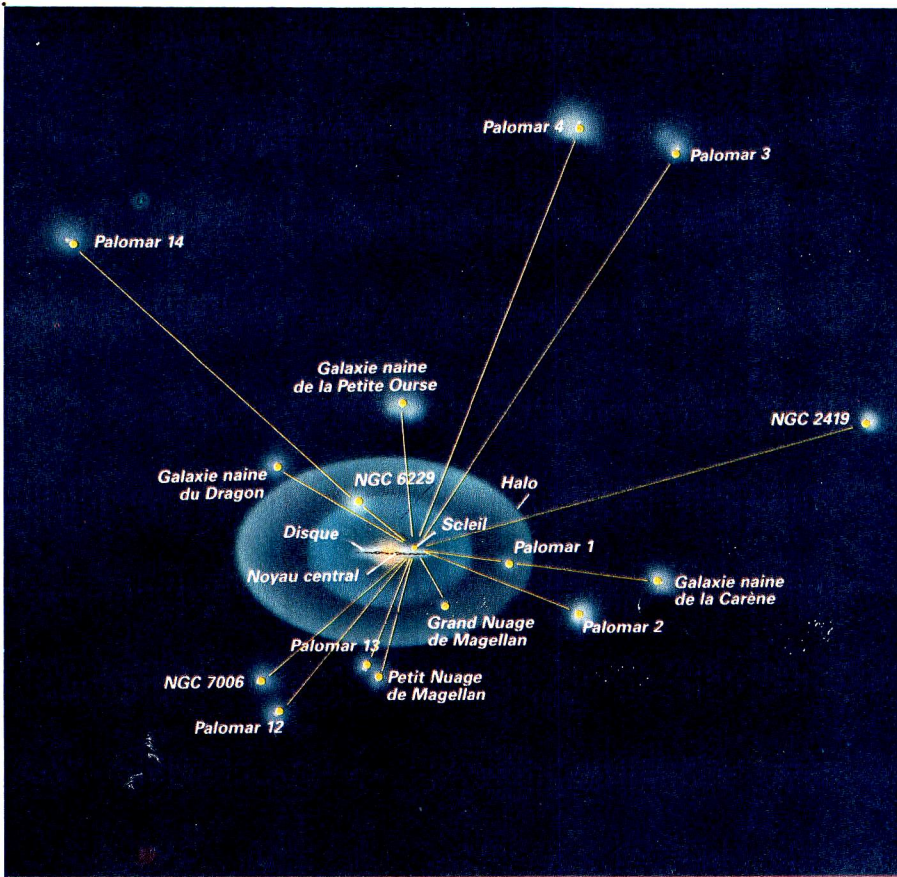 Palomar 4
Palomar 3
Palomar 14
Galaxie naine
de la Petite Ourse
NGC 2419
Galaxie naine
du Dragon
NGC 6229
Halo
Disque
Soleil
Palomar 1
Noyau central
Galaxie naine
de la Carène
Grand Nuage
de Magellan
Palomar 2
Palomar 13
NGC 7006
Petit Nuage
de Magellan
Palomar 12